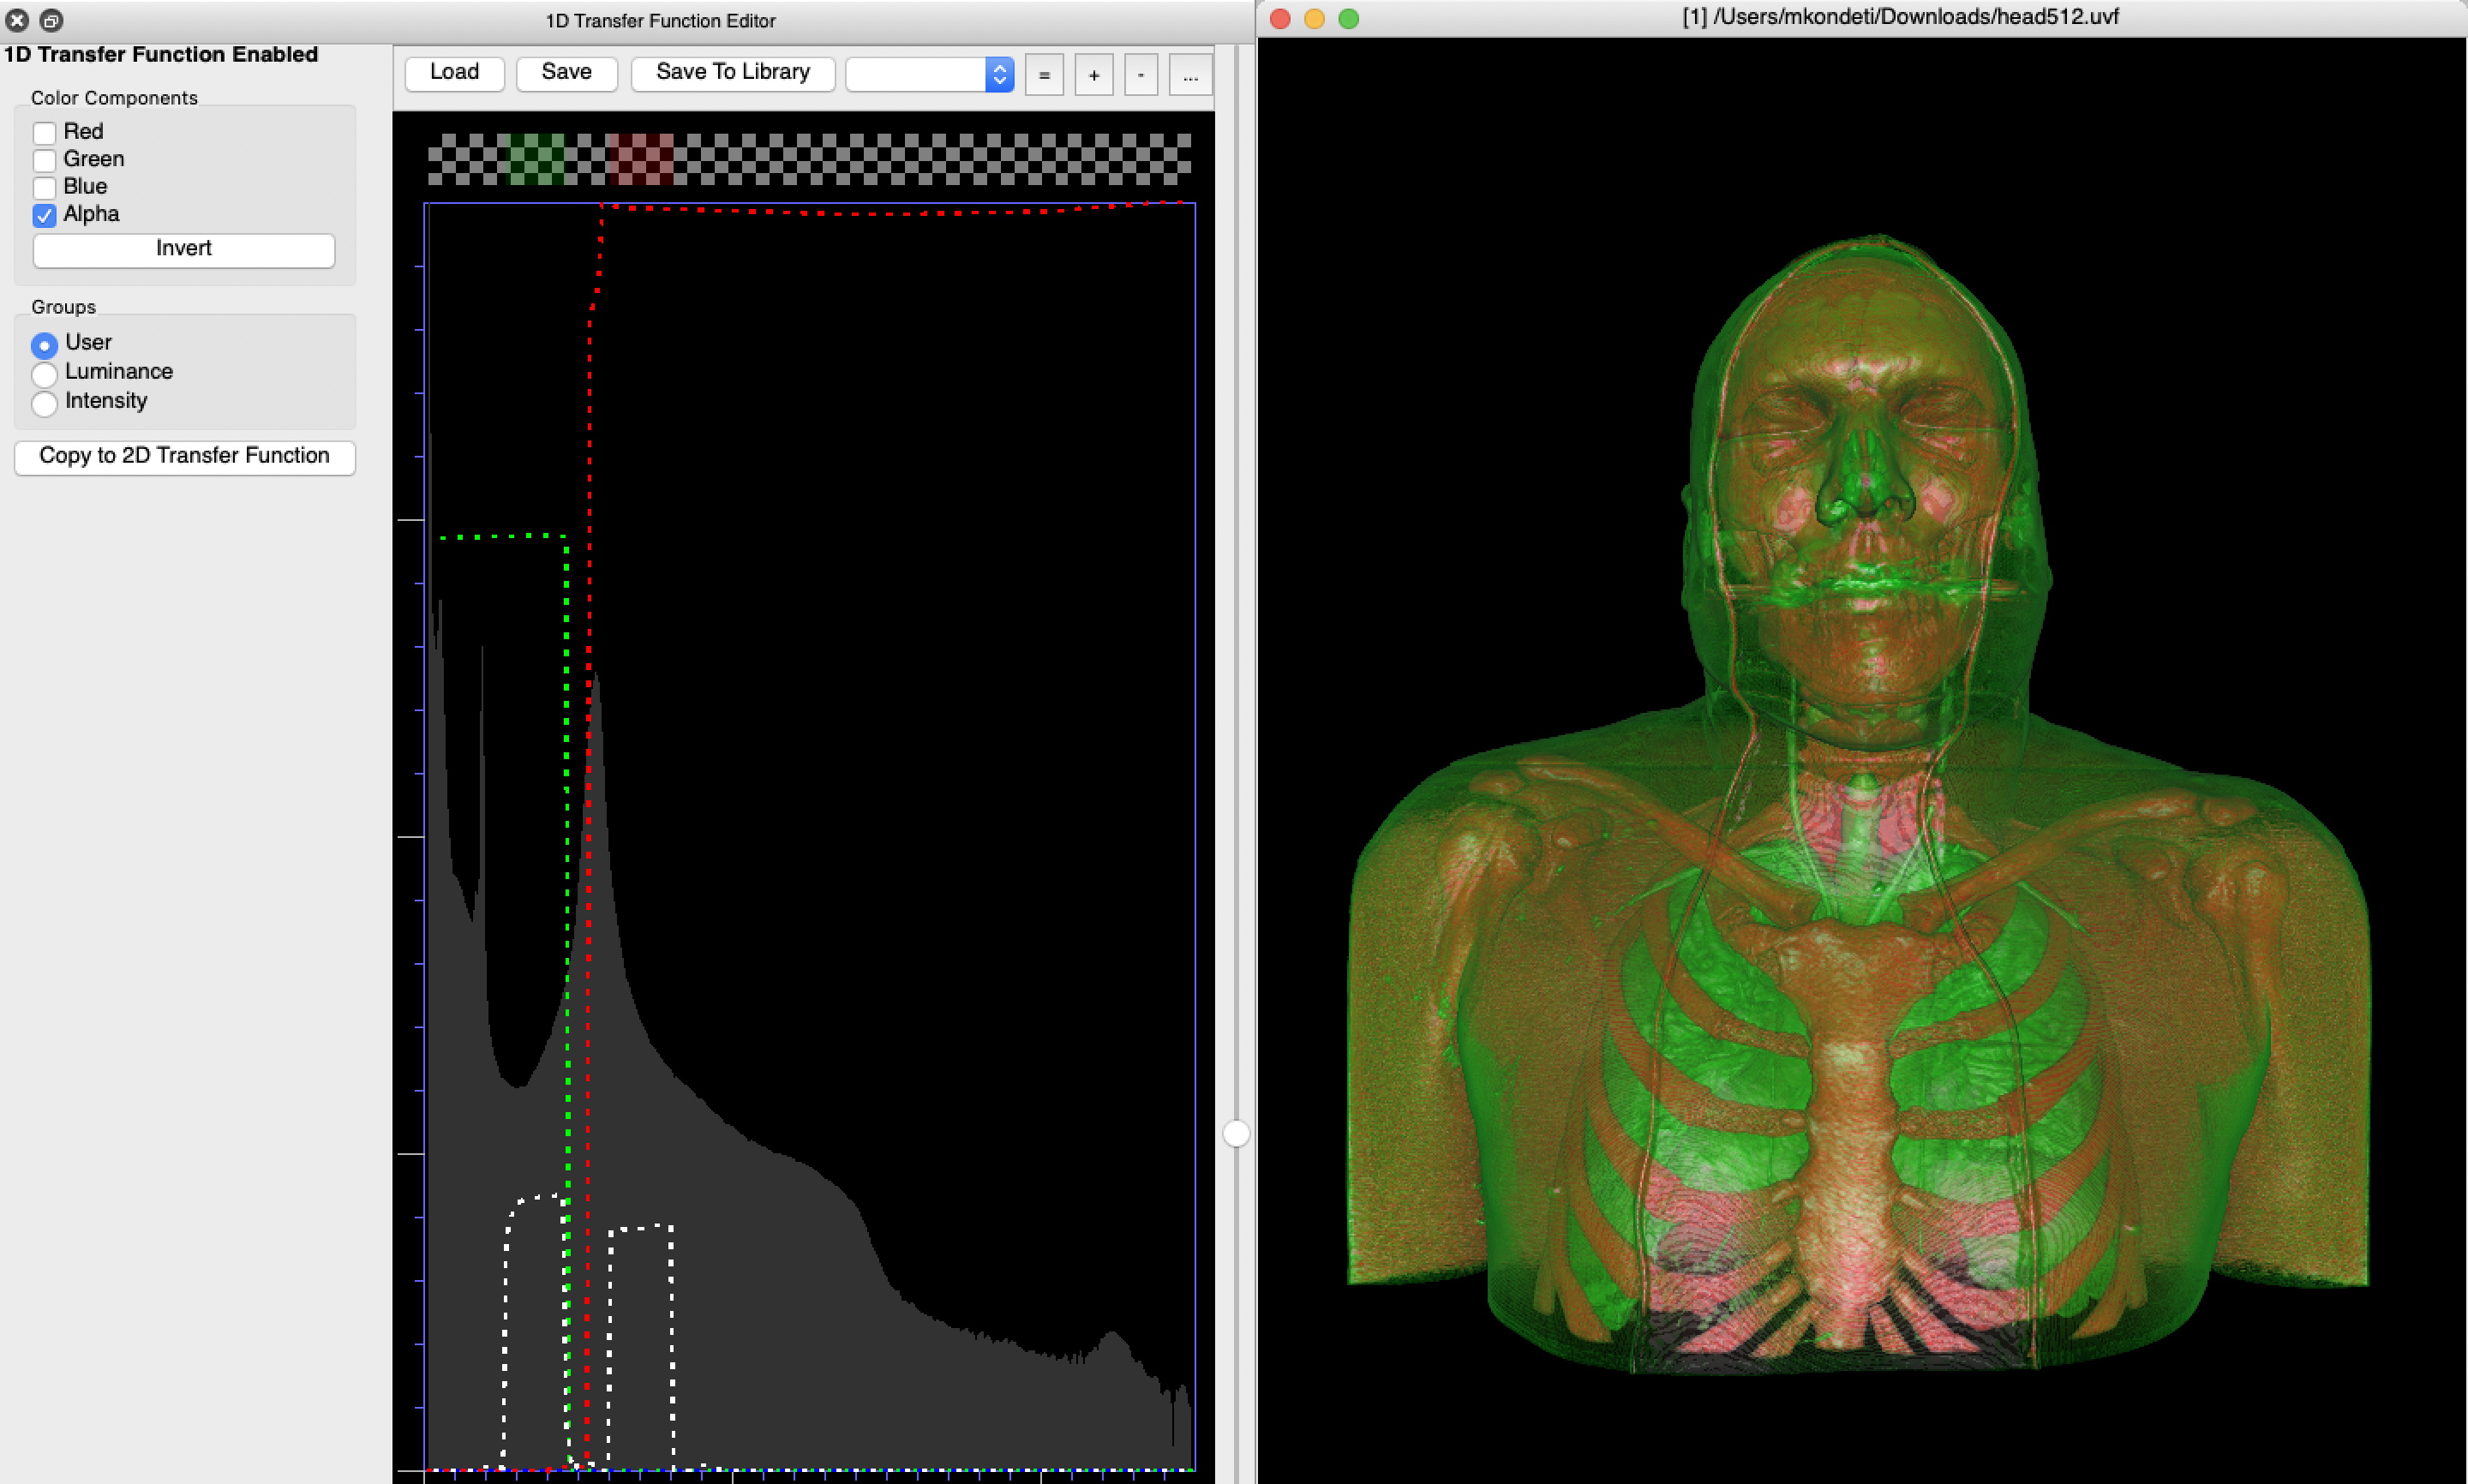 1D Transfer Function Editor
1D Transfer Function Enabled
Color Components
Red
Green
Blue
Alpha
Invert
Groups
User
Luminance
Intensity
Copy to 2D Transfer Function
Load Save Save To Library = + - ...
[1] /Users/mkondeti/Downloads/head512.uvf